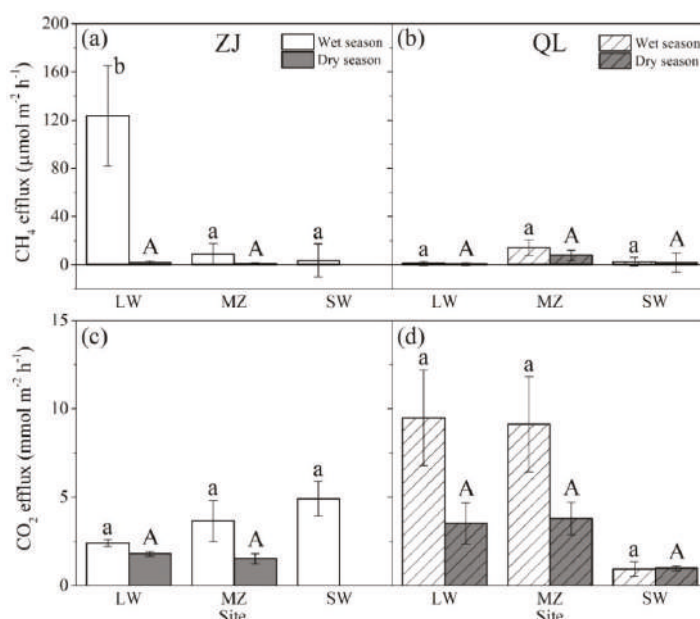 (a)
ZJ
Wet season
Dry season
b
A
a
A
a
(b)
QL
Wet season
Dry season
a
A
a
A
a
A
200
160
120
80
40
0
CH₄ efflux (μmol m⁻² h⁻¹)
LW MZ SW LW MZ SW
(c)
a
A
a
A
a
(d)
a
A
a
A
a
A
15
10
5
0
CO₂ efflux (mmol m⁻² h⁻¹)
LW MZ SW LW MZ SW
Site Site